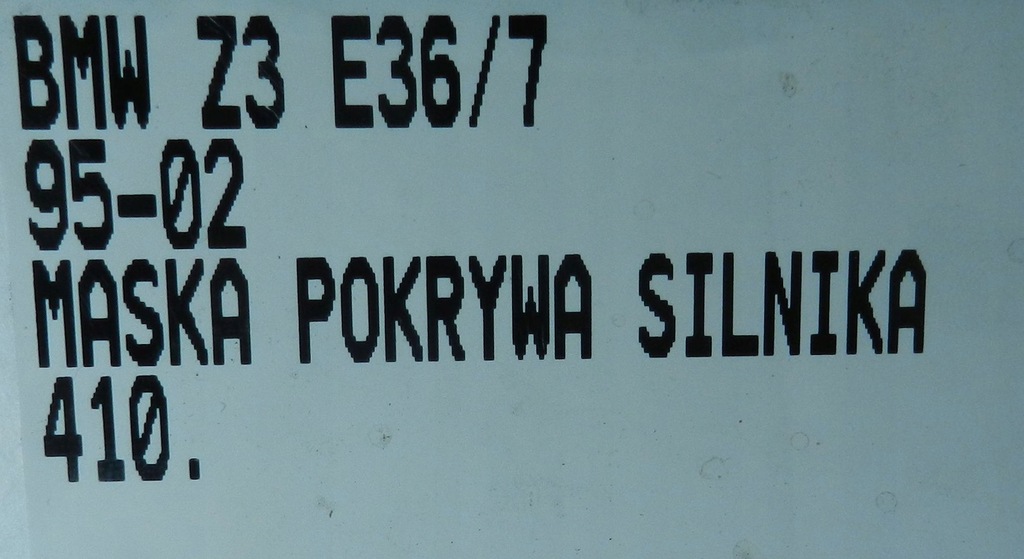 BMW Z3 E36/7
95-02
MASKA POKRYWA SILNIKA
410.